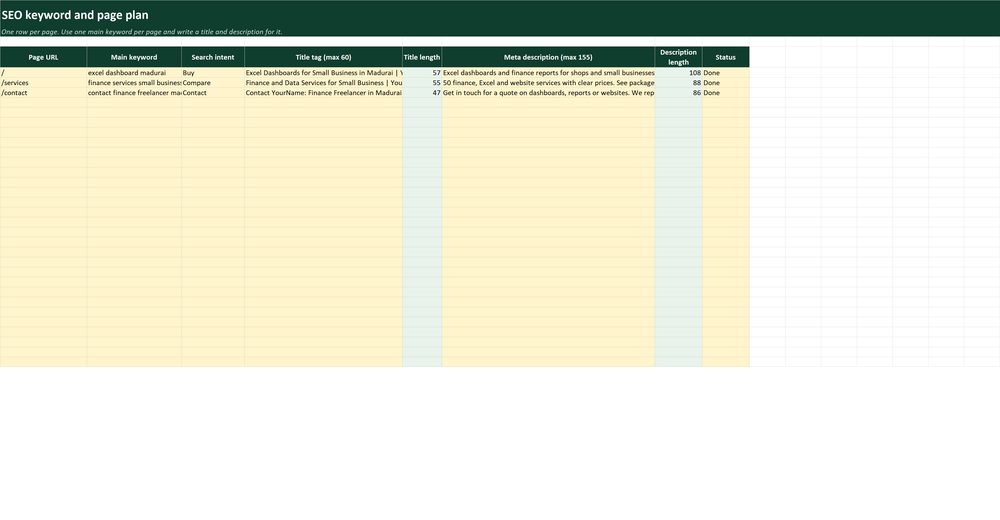 SEO keyword and page plan
One row per page. Use one main keyword per page and write a title and description for it.
Page URL Main keyword Search intent Title tag (max 60) Title length Meta description (max 155) Description length Status
/ excel dashboard madurai Buy Excel Dashboards for Small Business in Madurai | 57 Excel dashboards and finance reports for shops and small businesses 108 Done
/services finance services small busines Compare Finance and Data Services for Small Business | You 55 50 finance, Excel and website services with clear prices. See package 88 Done
/contact contact finance freelancer ma Contact Contact YourName: Finance Freelancer in Madurai 47 Get in touch for a quote on dashboards, reports or websites. We rep 86 Done